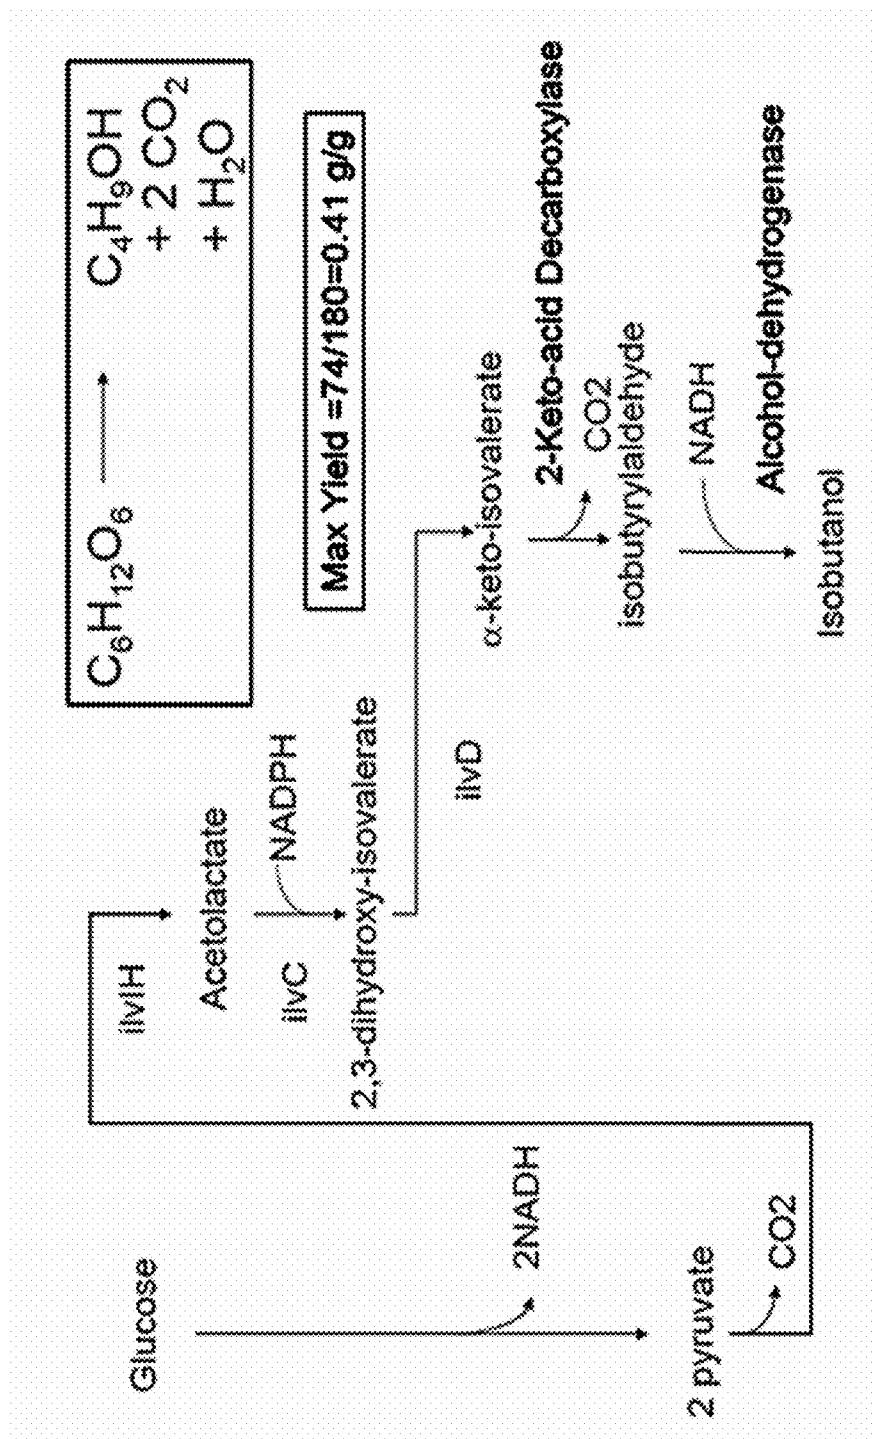 Glucose
2NADH
2 pyruvate
CO2
ilvIH
Acetolactate
ilvC
NADPH
2,3-dihydroxy-isovalerate
ilvD
α-keto-isovalerate
2-Keto-acid Decarboxylase
CO2
isobutyrylaldehyde
NADH
Alcohol-dehydrogenase
Isobutanol
C₆H₁₂O₆ → C₄H₉OH
+ 2 CO₂
+ H₂O
Max Yield =74/180=0.41 g/g